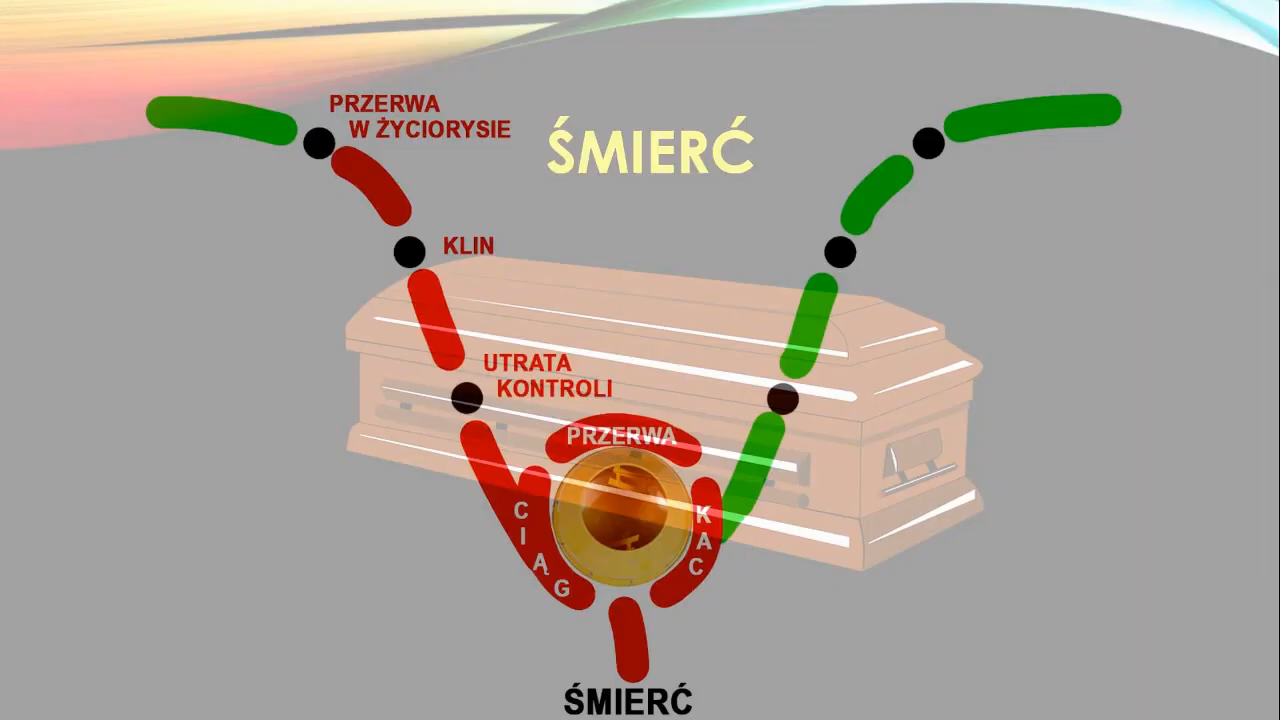 PRZERWA
W ŻYCIORYSIE
ŚMIERĆ
KLIN
UTRATA
KONTROLI
PRZERWA
CIĄG
KAC
ŚMIERĆ